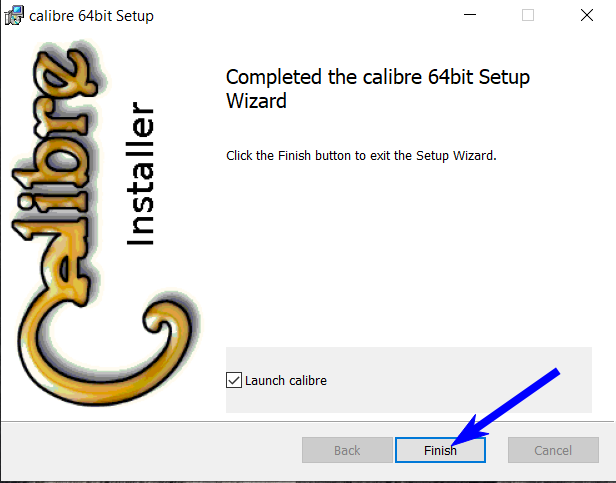 calibre 64bit Setup
Calibre
Installer
Completed the calibre 64bit Setup
Wizard
Click the Finish button to exit the Setup Wizard.
Launch calibre
Back
Finish
Cancel